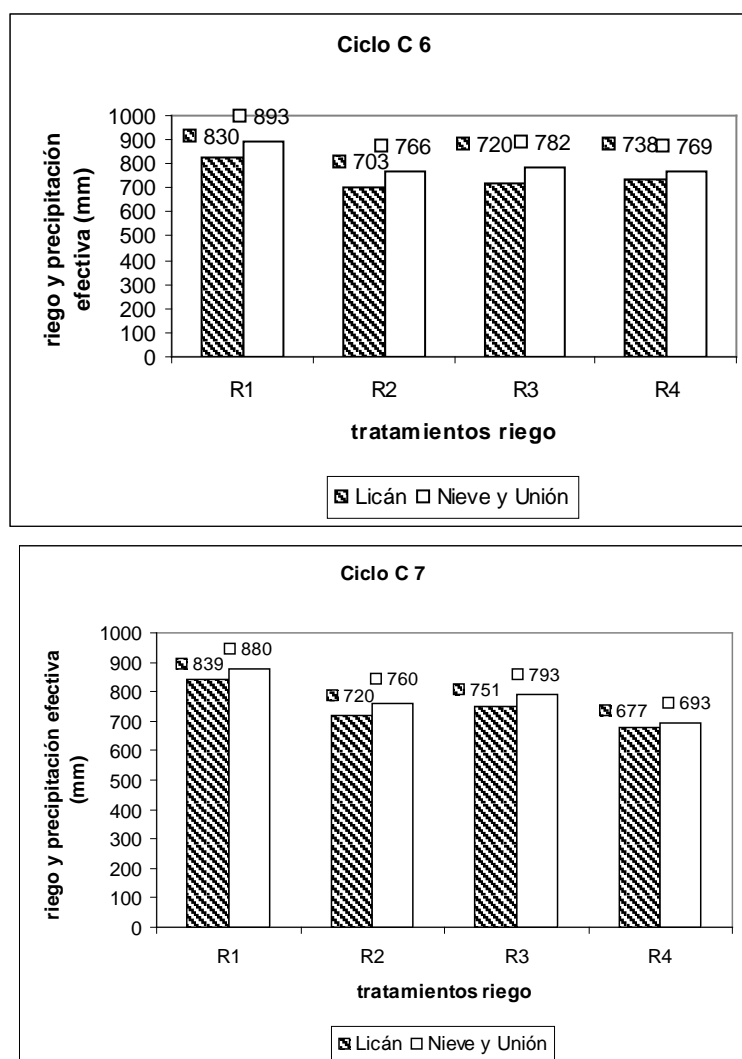 Ciclo C 6
riego y precipitación
efectiva (mm)
1000
900
800
700
600
500
400
300
200
100
0
830
893
703
766
720
782
738
769
R1
R2
R3
R4
tratamientos riego
Licán
Nieve y Unión
Ciclo C 7
riego y precipitación efectiva
(mm)
1000
900
800
700
600
500
400
300
200
100
0
839
880
720
760
751
793
677
693
R1
R2
R3
R4
tratamientos riego
Licán
Nieve y Unión